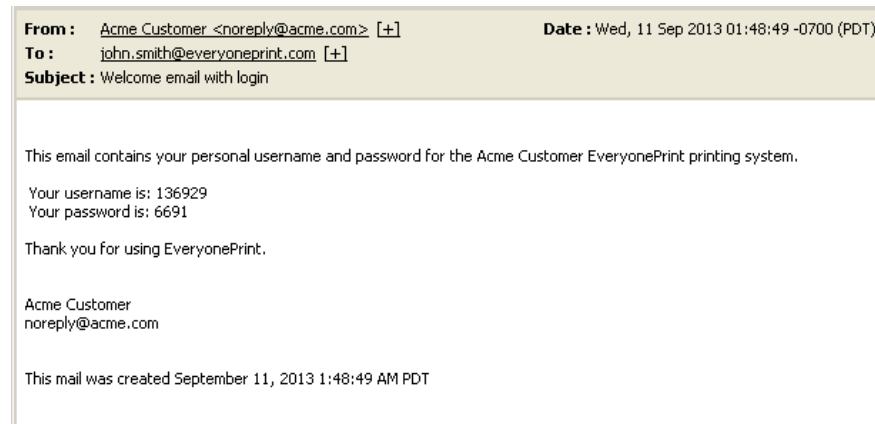 From : Acme Customer <noreply@acme.com> [+] Date : Wed, 11 Sep 2013 01:48:49 -0700 (PDT)
To : john.smith@everyoneprint.com [+]
Subject : Welcome email with login
This email contains your personal username and password for the Acme Customer EveryonePrint printing system.
Your username is: 136929
Your password is: 6691
Thank you for using EveryonePrint.
Acme Customer
noreply@acme.com
This mail was created September 11, 2013 1:48:49 AM PDT